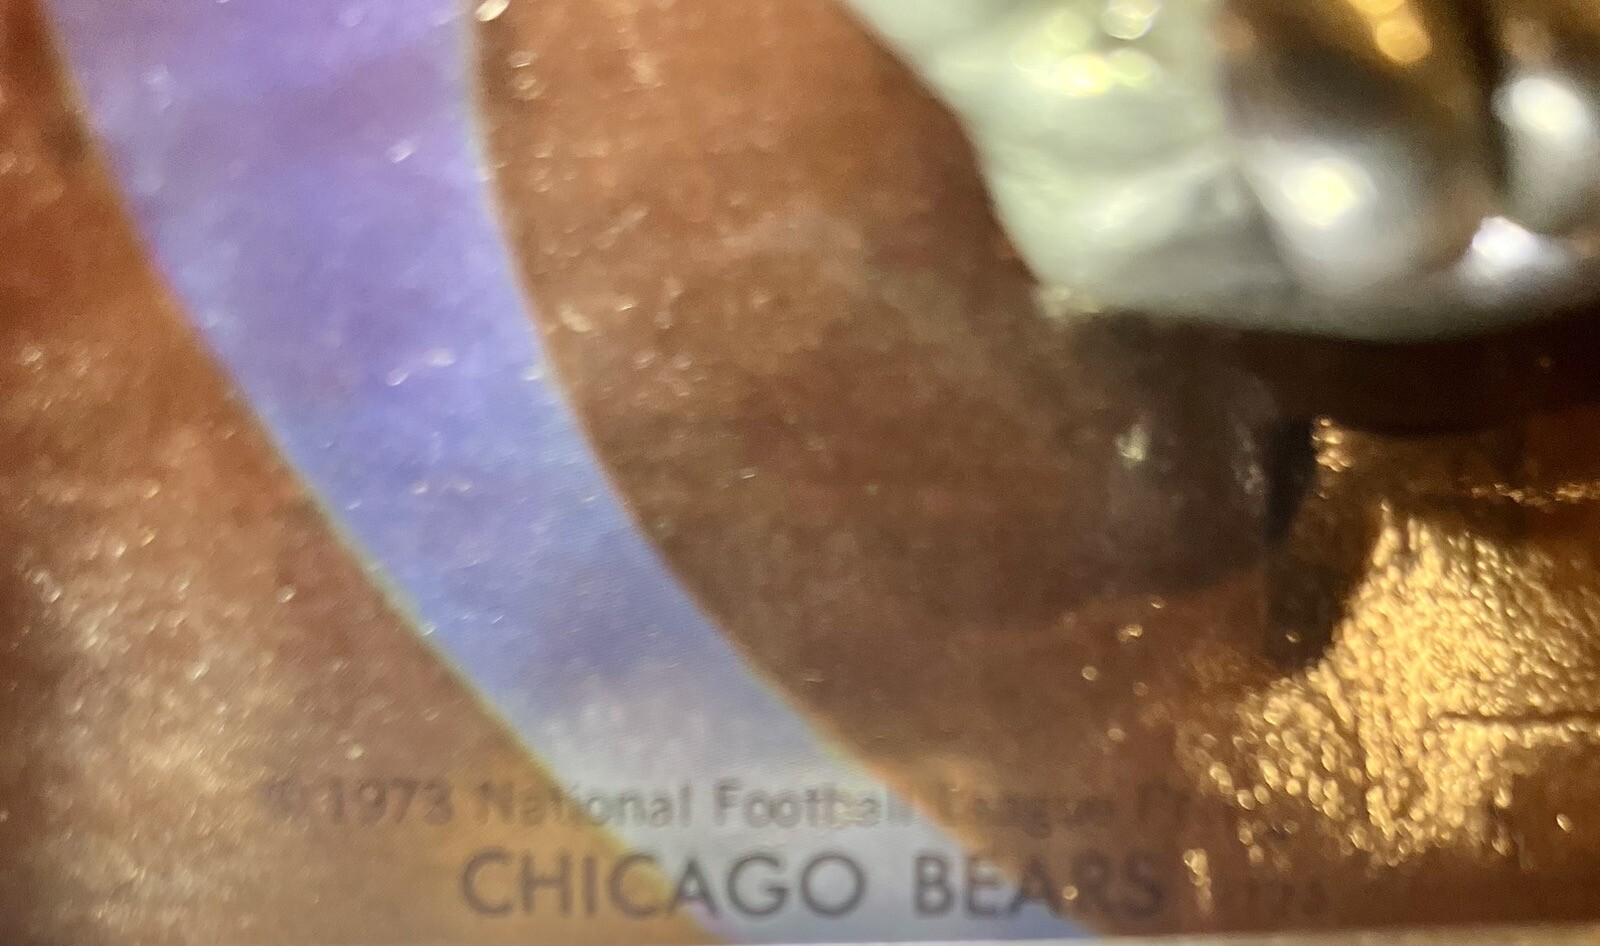 © 1973 National Football League
CHICAGO BEARS